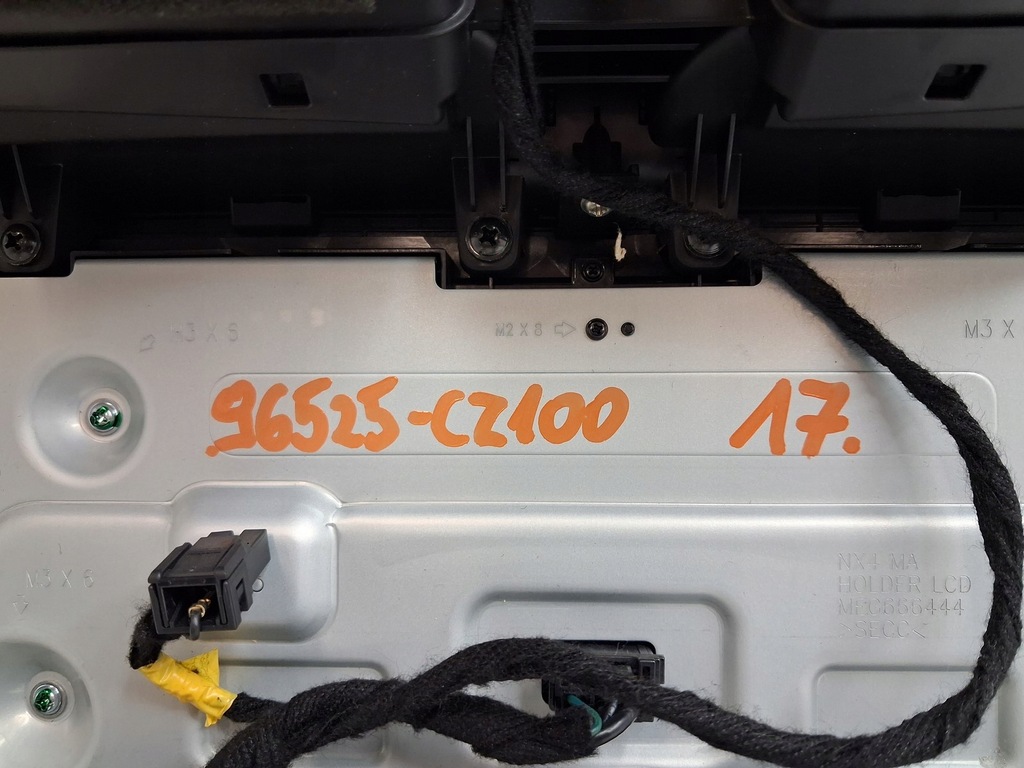 M3 X 6
M2 X 8
M3 X
96525-CZ100 17.
M3 X 6
NX4 MA
HOLDER LCD
>SECC<